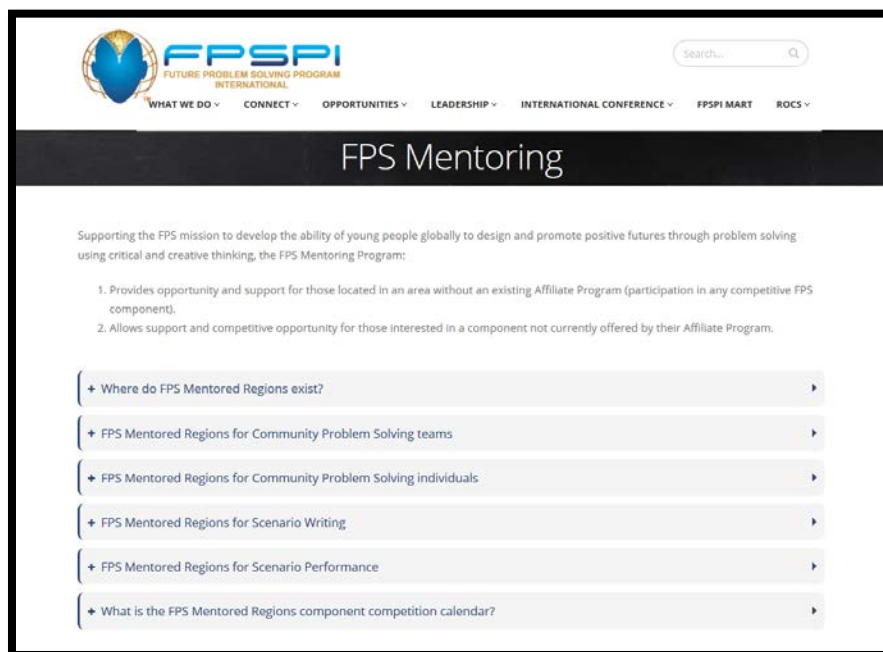 FPSPI
FUTURE PROBLEM SOLVING PROGRAM
INTERNATIONAL
Search...
WHAT WE DO
CONNECT
OPPORTUNITIES
LEADERSHIP
INTERNATIONAL CONFERENCE
FPSPI MART
ROCS
FPS Mentoring
Supporting the FPS mission to develop the ability of young people globally to design and promote positive futures through problem solving
using critical and creative thinking, the FPS Mentoring Program:
1. Provides opportunity and support for those located in an area without an existing Affiliate Program (participation in any competitive FPS
component).
2. Allows support and competitive opportunity for those interested in a component not currently offered by their Affiliate Program.
+ Where do FPS Mentored Regions exist?
+ FPS Mentored Regions for Community Problem Solving teams
+ FPS Mentored Regions for Community Problem Solving individuals
+ FPS Mentored Regions for Scenario Writing
+ FPS Mentored Regions for Scenario Performance
+ What is the FPS Mentored Regions component competition calendar?